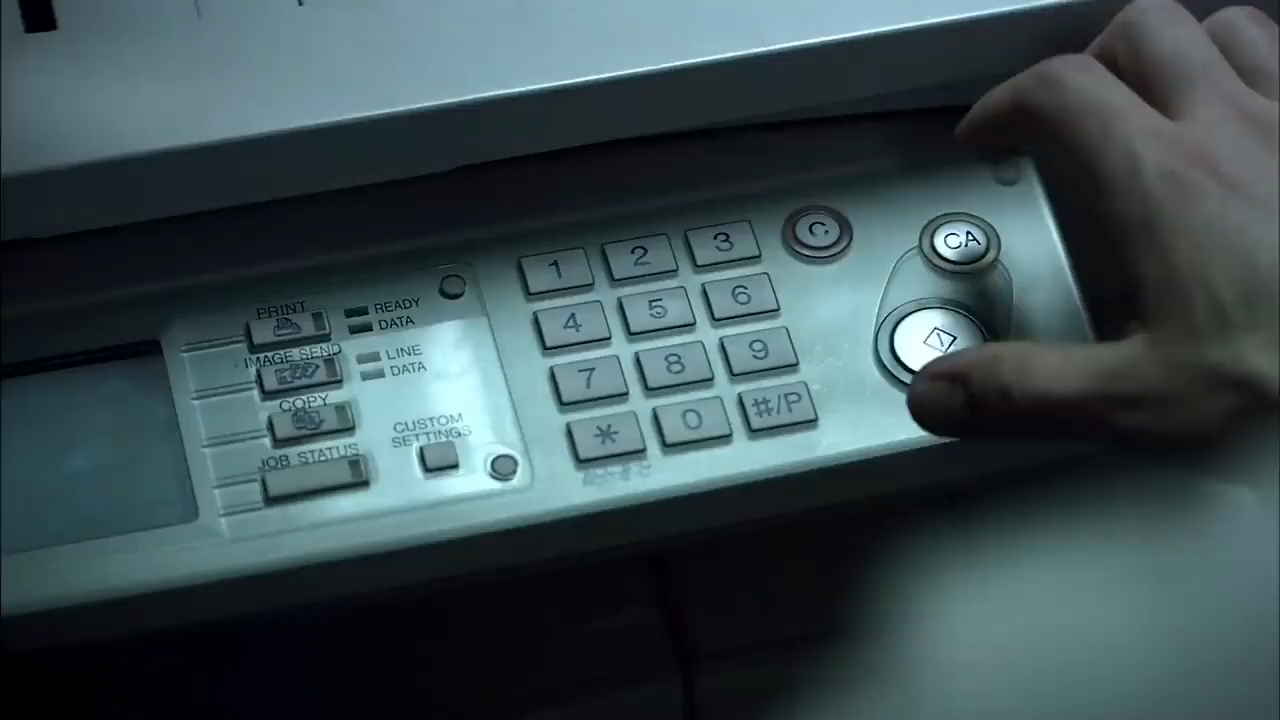 PRINT
READY
DATA
IMAGE SEND
LINE
DATA
COPY
CUSTOM
SETTINGS
JOB STATUS
1 2 3
4 5 6
7 8 9
* 0 #/P
C
CA